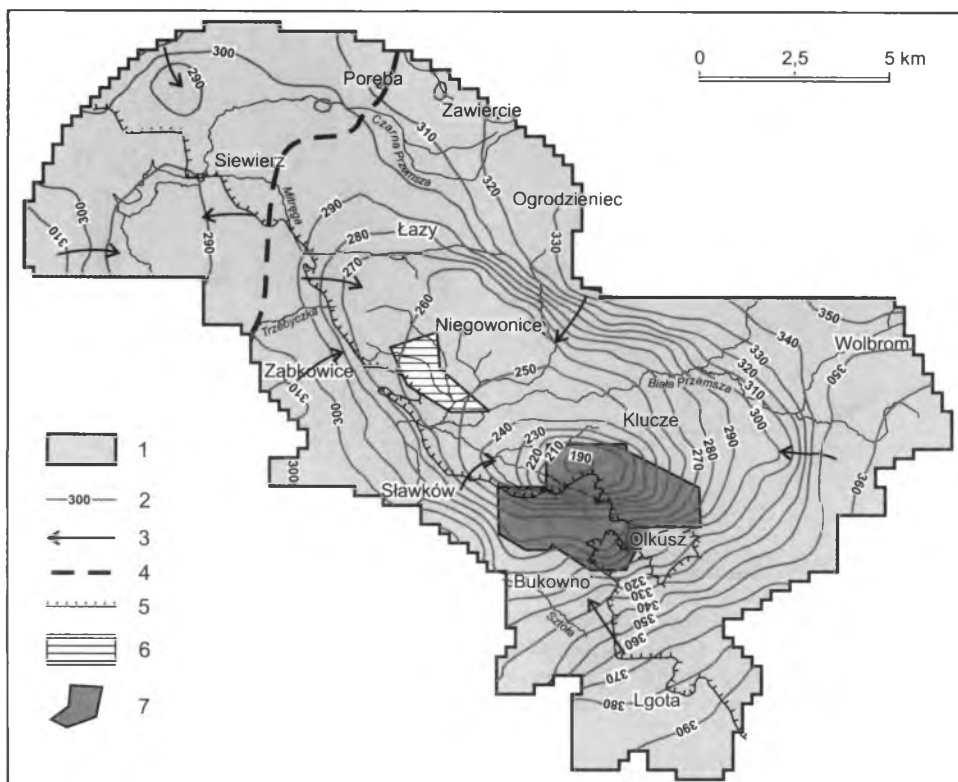 0 2,5 5 km
300
290
Poręba
Zawiercie
310
Czarna Przemsza
Siewierz
320
Mitręga
Ogrodzieniec
300
310
290
290
280
Łazy
330
270
260
Niegowonice
350
340
Wolbrom
Trzebyczka
330
320
350
Ząbkowice
250
310
Biała Przemsza
310
300
300
Klucze
290
240
230
280
220
210
190
270
360
1
300
2
300
Sławków
3
Olkusz
4
Bukowno
320
330
5
340
Sztoła
350
6
360
370
7
380
Lgota
390